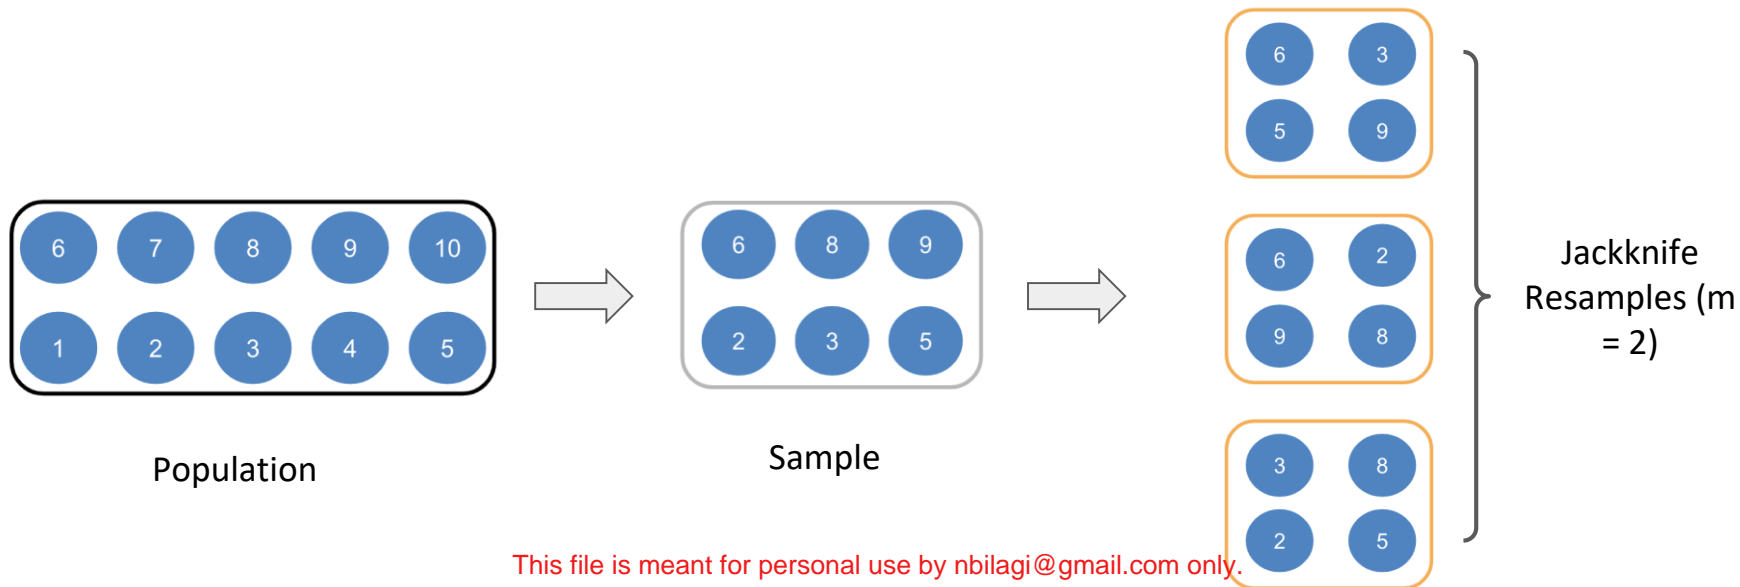 6 7 8 9 10
1 2 3 4 5
Population
6 8 9
2 3 5
Sample
6 3
5 9
6 2
9 8
3 8
2 5
Jackknife
Resamples (m
= 2)
This file is meant for personal use by nbilagi@gmail.com only.